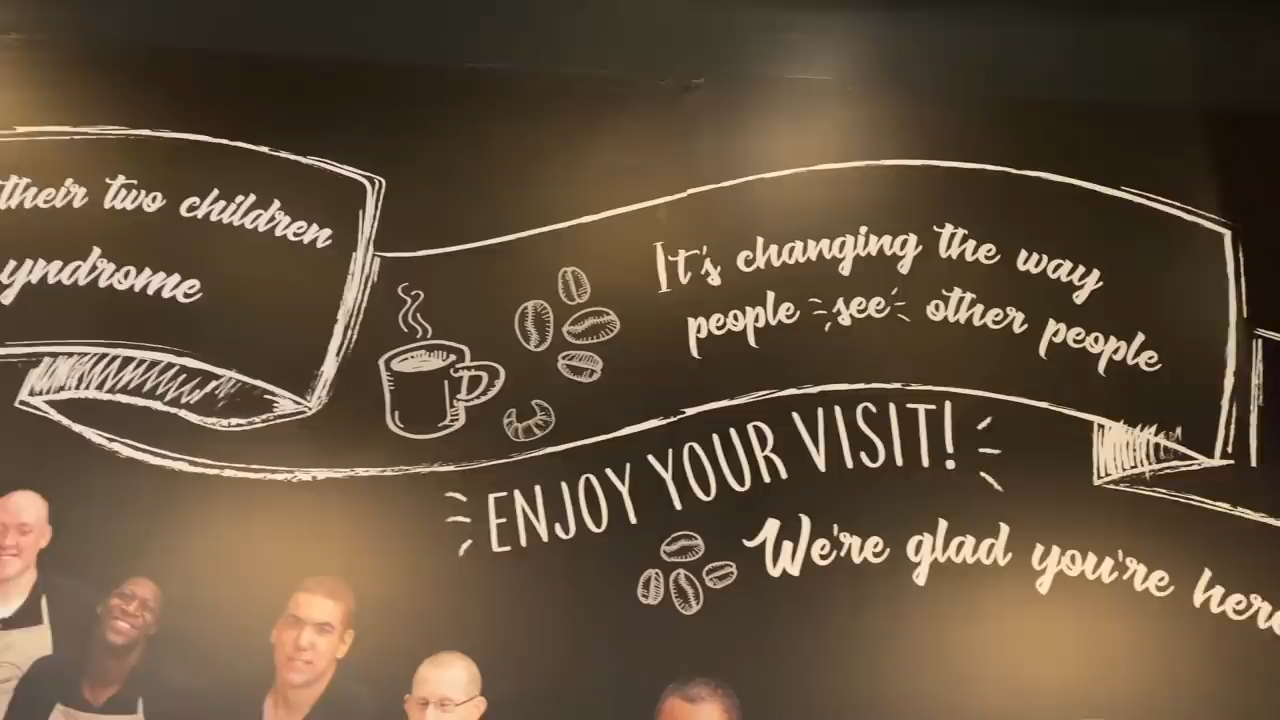 their two children
yndrome
It's changing the way
people see other people
ENJOY YOUR VISIT!
We're glad you're here